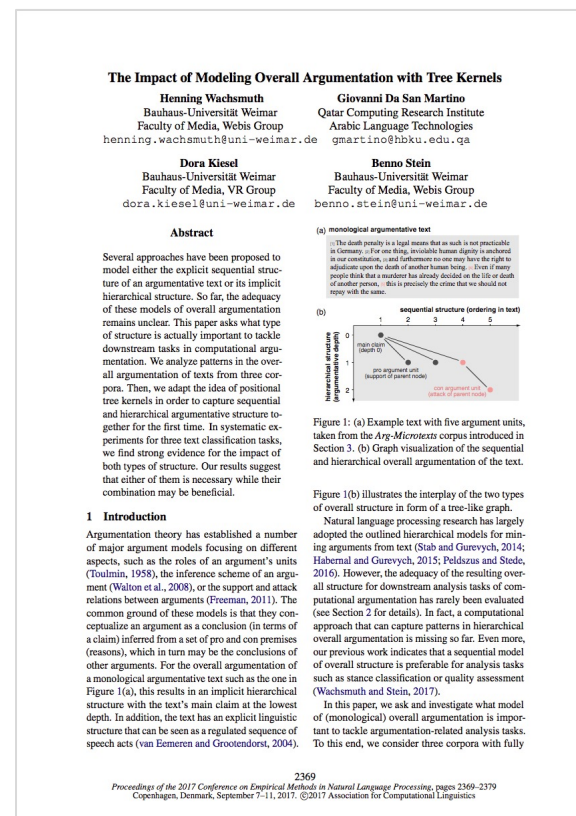 The Impact of Modeling Overall Argumentation with Tree Kernels
Henning Wachsmuth
Bauhaus-Universität Weimar
Faculty of Media, Webis Group
henning.wachsmuth@uni-weimar.de
Giovanni Da San Martino
Qatar Computing Research Institute
Arabic Language Technologies
gmartino@hbku.edu.qa
Dora Kiesel
Bauhaus-Universität Weimar
Faculty of Media, VR Group
dora.kiesel@uni-weimar.de
Benno Stein
Bauhaus-Universität Weimar
Faculty of Media, Webis Group
benno.stein@uni-weimar.de
Abstract
Several approaches have been proposed to
model either the explicit sequential struc-
ture of an argumentative text or its implicit
hierarchical structure. So far, the adequacy
of these models of overall argumentation
remains unclear. This paper asks what type
of structure is actually important to tackle
downstream tasks in computational argu-
mentation. We analyze patterns in the over-
all argumentation of texts from three cor-
pora. Then, we adapt the idea of positional
tree kernels in order to capture sequential
and hierarchical argumentative structure to-
gether for the first time. In systematic ex-
periments for three text classification tasks,
we find strong evidence for the impact of
both types of structure. Our results suggest
that either of them is necessary while their
combination may be beneficial.
1 Introduction
Argumentation theory has established a number
of major argument models focusing on different
aspects, such as the roles of an argument's units
(Toulmin, 1958), the inference scheme of an argu-
ment (Walton et al., 2008), or the support and attack
relations between arguments (Freeman, 2011). The
common ground of these models is that they con-
ceptualize an argument as a conclusion (in terms of
a claim) inferred from a set of pro and con premises
(reasons), which in turn may be the conclusions of
other arguments. For the overall argumentation of
a monological argumentative text such as the one in
Figure 1(a), this results in an implicit hierarchical
structure with the text's main claim at the lowest
depth. In addition, the text has an explicit linguistic
structure that can be seen as a regulated sequence of
speech acts (van Eemeren and Grootendorst, 2004).
(a) monological argumentative text
The death penalty is a legal means that as such is not practicable
in Germany. For one thing, inviolable human dignity is anchored
in our constitution, and furthermore no one may have the right to
adjudicate upon the death of another human being. Even if many
people think that a murderer has already decided on the life or death
of another person, this is precisely the crime that we should not
repay with the same.
(b)
sequential structure (ordering in text)
1 2 3 4 5
hierarchical structure
(argumentative depth)
0
main claim
(depth 0)
1
pro argument unit
(support of parent node)
2
con argument unit
(attack of parent node)
Figure 1: (a) Example text with five argument units,
taken from the Arg-Microtexts corpus introduced in
Section 3. (b) Graph visualization of the sequential
and hierarchical overall argumentation of the text.
Figure 1(b) illustrates the interplay of the two types
of overall structure in form of a tree-like graph.
Natural language processing research has largely
adopted the outlined hierarchical models for min-
ing arguments from text (Stab and Gurevych, 2014;
Habernal and Gurevych, 2015; Peldszus and Stede,
2016). However, the adequacy of the resulting over-
all structure for downstream analysis tasks of com-
putational argumentation has rarely been evaluated
(see Section 2 for details). In fact, a computational
approach that can capture patterns in hierarchical
overall argumentation is missing so far. Even more,
our previous work indicates that a sequential model
of overall structure is preferable for analysis tasks
such as stance classification or quality assessment
(Wachsmuth and Stein, 2017).
In this paper, we ask and investigate what model
of (monological) overall argumentation is impor-
tant to tackle argumentation-related analysis tasks.
To this end, we consider three corpora with fully
2369
Proceedings of the 2017 Conference on Empirical Methods in Natural Language Processing, pages 2369–2379
Copenhagen, Denmark, September 7–11, 2017. ©2017 Association for Computational Linguistics